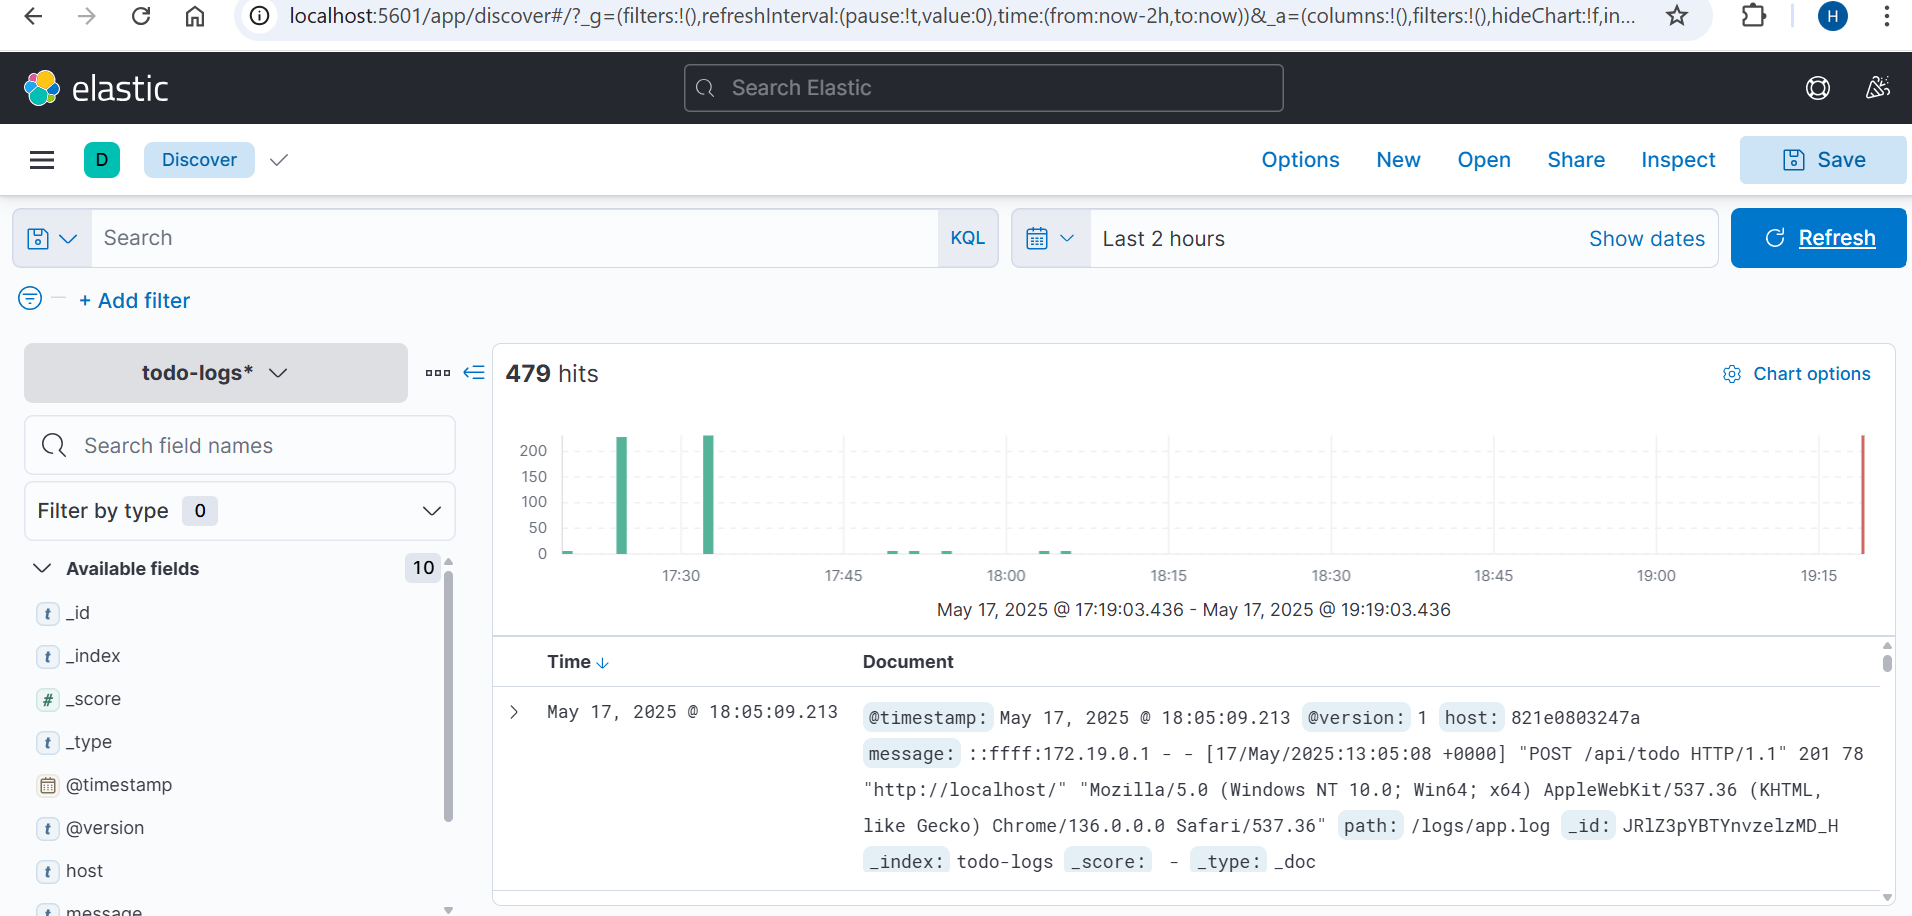 localhost:5601/app/discover#/?_g=(filters:!(),refreshInterval:(pause:!t,value:0),time:(from:now-2h,to:now))&_a=(columns:!(),filters:!(),hideChart:!f,in...
H
elastic
Search Elastic
D
Discover
Options
New
Open
Share
Inspect
Save
Search
KQL
Last 2 hours
Show dates
Refresh
+ Add filter
todo-logs*
479 hits
Chart options
Search field names
Filter by type 0
Available fields
10
t _id
t _index
# _score
t _type
@timestamp
t @version
t host
t message
200
150
100
50
0
17:30
17:45
18:00
18:15
18:30
18:45
19:00
19:15
May 17, 2025 @ 17:19:03.436 - May 17, 2025 @ 19:19:03.436
Time
Document
May 17, 2025 @ 18:05:09.213
@timestamp: May 17, 2025 @ 18:05:09.213 @version: 1 host: 821e0803247a
message: ::ffff:172.19.0.1 - - [17/May/2025:13:05:08 +0000] "POST /api/todo HTTP/1.1" 201 78
"http://localhost/" "Mozilla/5.0 (Windows NT 10.0; Win64; x64) AppleWebKit/537.36 (KHTML,
like Gecko) Chrome/136.0.0.0 Safari/537.36" path: /logs/app.log _id: JRlZ3pYBTYnvzelzMD_H
_index: todo-logs _score: - _type: _doc